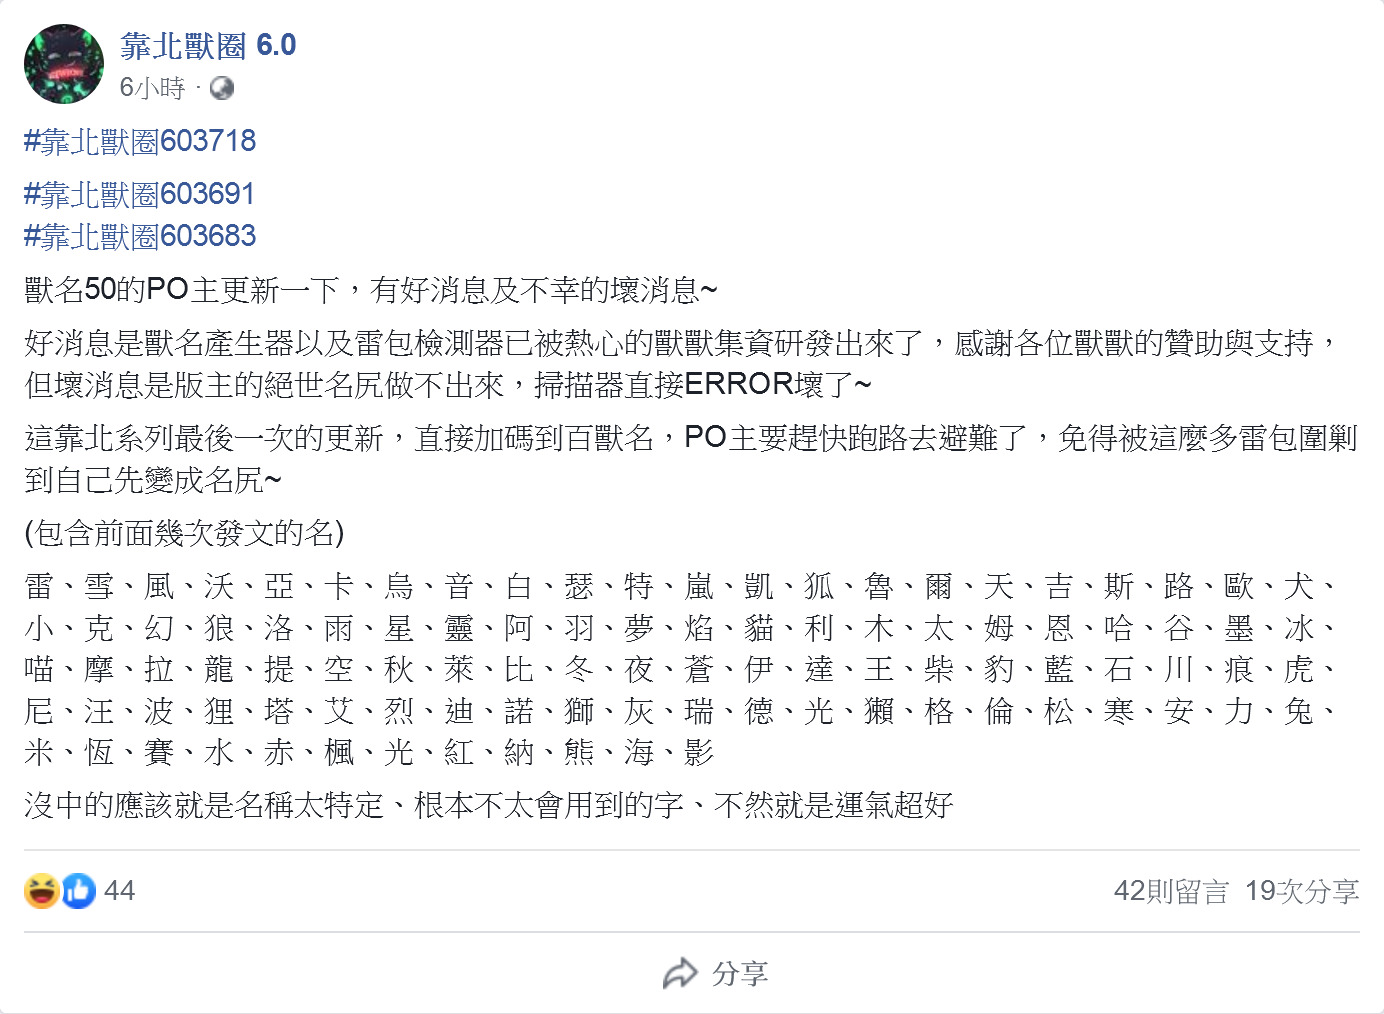 靠北獸圈 6.0
6小時 ·
#靠北獸圈603718
#靠北獸圈603691
#靠北獸圈603683
獸名50的PO主更新一下，有好消息及不幸的壞消息~
好消息是獸名產生器以及雷包檢測器已被熱心的獸獸集資研發出來了，感謝各位獸獸的贊助與支持，
但壞消息是版主的絕世名尻做不出來，掃描器直接ERROR壞了~
這靠北系列最後一次的更新，直接加碼到百獸名，PO主要趕快跑路去避難了，免得被這麼多雷包圍剿
到自己先變成名尻~
(包含前面幾次發文的名)
雷、雪、風、沃、亞、卡、烏、音、白、瑟、特、嵐、凱、狐、魯、爾、天、吉、斯、路、歐、犬、
小、克、幻、狼、洛、雨、星、靈、阿、羽、夢、焰、貓、利、木、太、姆、恩、哈、谷、墨、冰、
喵、摩、拉、龍、提、空、秋、萊、比、冬、夜、蒼、伊、達、王、柴、豹、藍、石、川、痕、虎、
尼、汪、波、狸、塔、艾、烈、迪、諾、獅、灰、瑞、德、光、獺、格、倫、松、寒、安、力、兔、
米、恆、賽、水、赤、楓、光、紅、納、熊、海、影
沒中的應該就是名稱太特定、根本不太會用到的字、不然就是運氣超好
44
42則留言 19次分享
分享